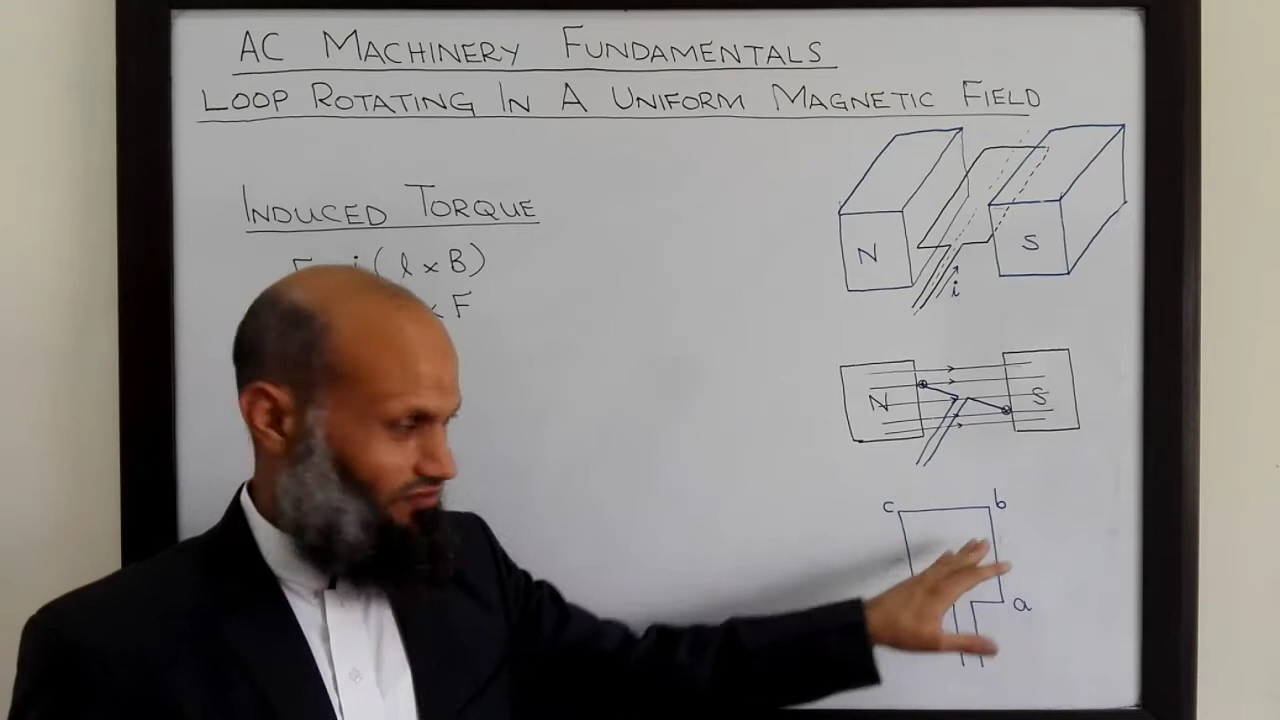 AC MACHINERY FUNDAMENTALS
LOOP ROTATING IN A UNIFORM MAGNETIC FIELD
INDUCED TORQUE
i ( l x B)
x F
N
S
i
N
S
c
b
a